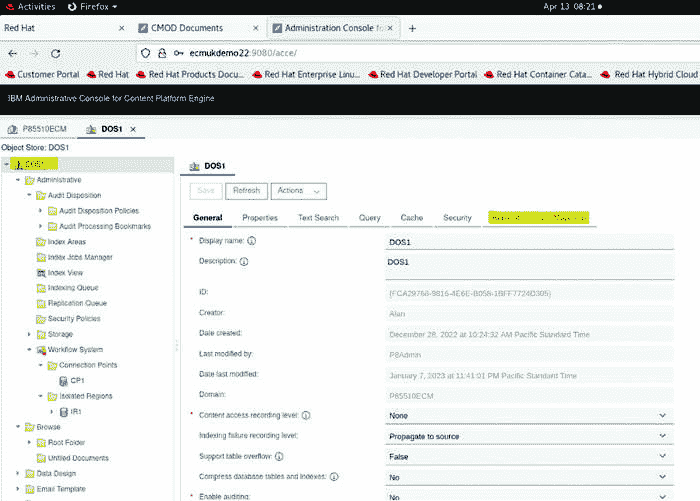 Activities Firefox Apr 13 08:21
Red Hat CMOD Documents Administration Console for
ecmukdemo22:9080/acce/
Customer Portal Red Hat Red Hat Products Docu... Red Hat Enterprise Linu... Red Hat Developer Portal Red Hat Container Cata... Red Hat Hybrid Cloud
IBM Administrative Console for Content Platform Engine
P85510ECM DOS1
Object Store: DOS1
DOS1
Administrative
Audit Disposition
Audit Disposition Policies
Audit Processing Bookmarks
Index Areas
Index Jobs Manager
Index View
Indexing Queue
Replication Queue
Security Policies
Storage
Workflow System
Connection Points
CP1
Isolated Regions
IR1
Browse
Root Folder
Unfiled Documents
Data Design
Email Template
Save Refresh Actions
General Properties Text Search Query Cache Security
* Display name: DOS1
Description: DOS1
ID:
Creator: Alan
Date created: December 28, 2022 at 10:24:32 AM Pacific Standard Time
Last modified by: P8Admin
Date last modified: January 7, 2023 at 11:41:01 PM Pacific Standard Time
Domain: P85510ECM
* Content access recording level: None
Indexing failure recording level: Propagate to source
Support table overflow: False
Compress database tables and indexes: No
* Enable auditing: No